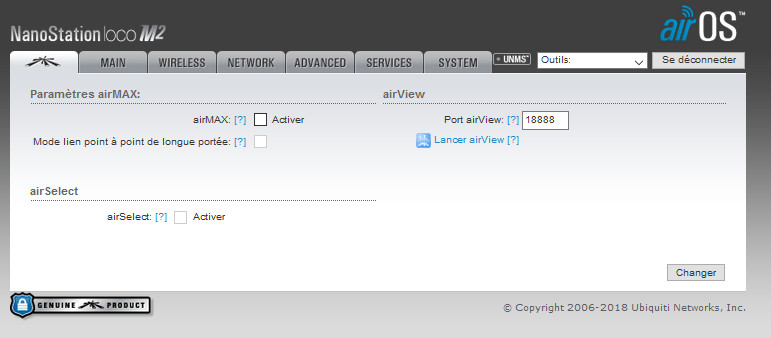 NanoStation loco M2
airOS™
MAIN WIRELESS NETWORK ADVANCED SERVICES SYSTEM UNMS™ Outils: Se déconnecter
Paramètres airMAX:
airMAX: [?] Activer
Mode lien point à point de longue portée: [?]
airView
Port airView: [?] 18888
Lancer airView [?]
airSelect
airSelect: [?] Activer
Changer
GENUINE PRODUCT
© Copyright 2006-2018 Ubiquiti Networks, Inc.